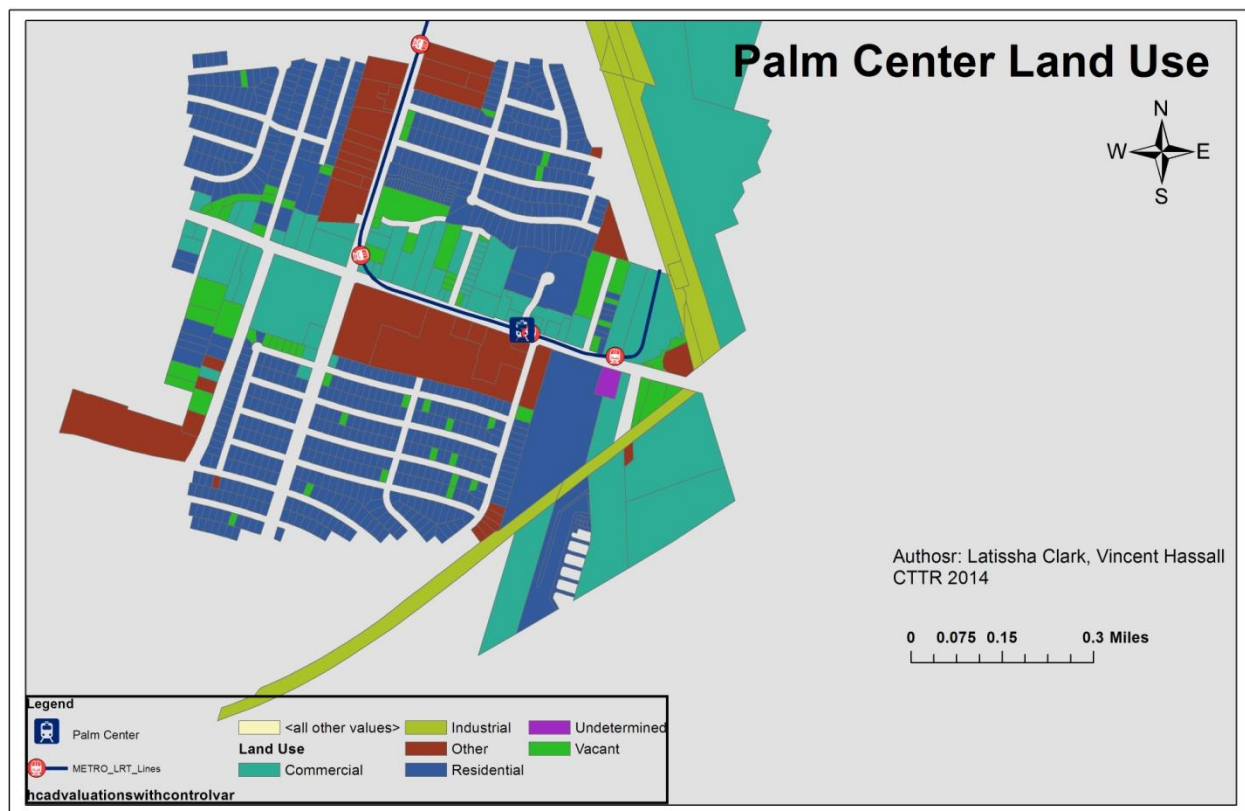 Palm Center Land Use
N
W E
S
Authosr: Latissha Clark, Vincent Hassall
CTTR 2014
0 0.075 0.15 0.3 Miles
Legend
Palm Center
METRO_LRT_Lines
hcadvaluationswithcontrolvar
<all other values>
Land Use
Commercial
Industrial
Other
Residential
Undetermined
Vacant